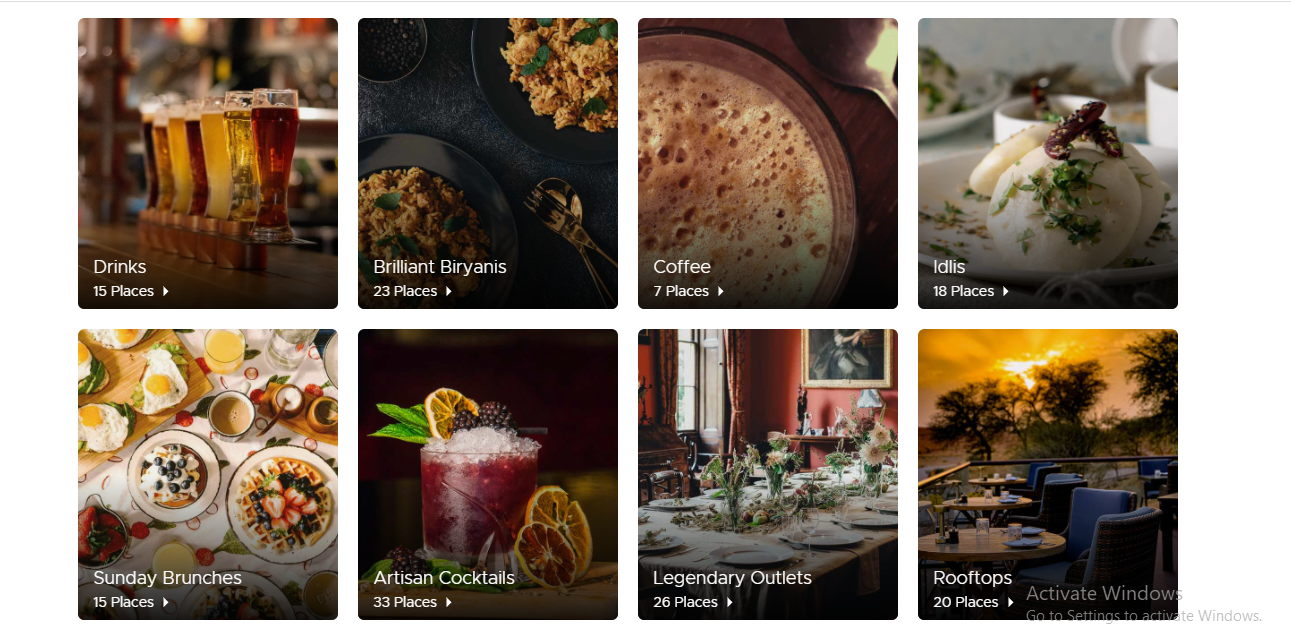 Drinks
15 Places
Brilliant Biryanis
23 Places
Coffee
7 Places
Idlis
18 Places
Sunday Brunches
15 Places
Artisan Cocktails
33 Places
Legendary Outlets
26 Places
Rooftops
20 Places
Activate Windows
Go to Settings to activate Windows.